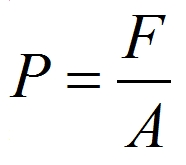 P = F/A